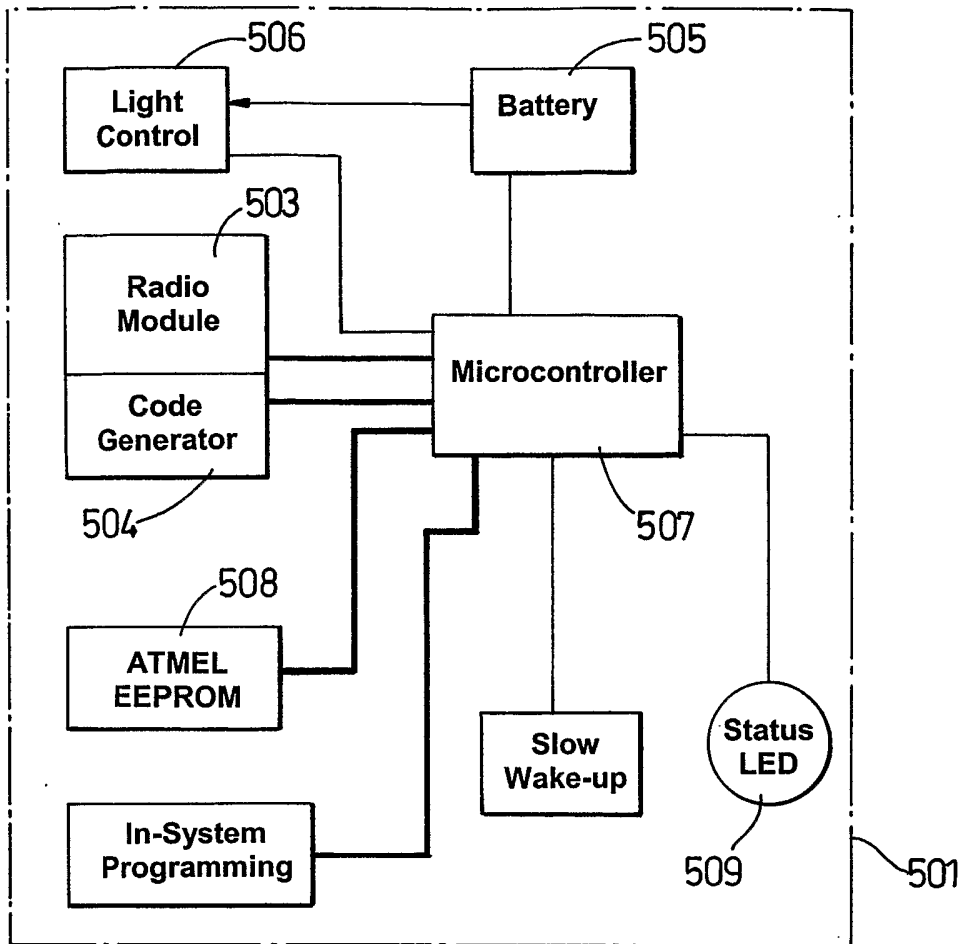 506
505
Light
Control
Battery
503
Radio
Module
Microcontroller
Code
Generator
504
507
508
ATMEL
EEPROM
Slow
Wake-up
Status
LED
In-System
Programming
509
501